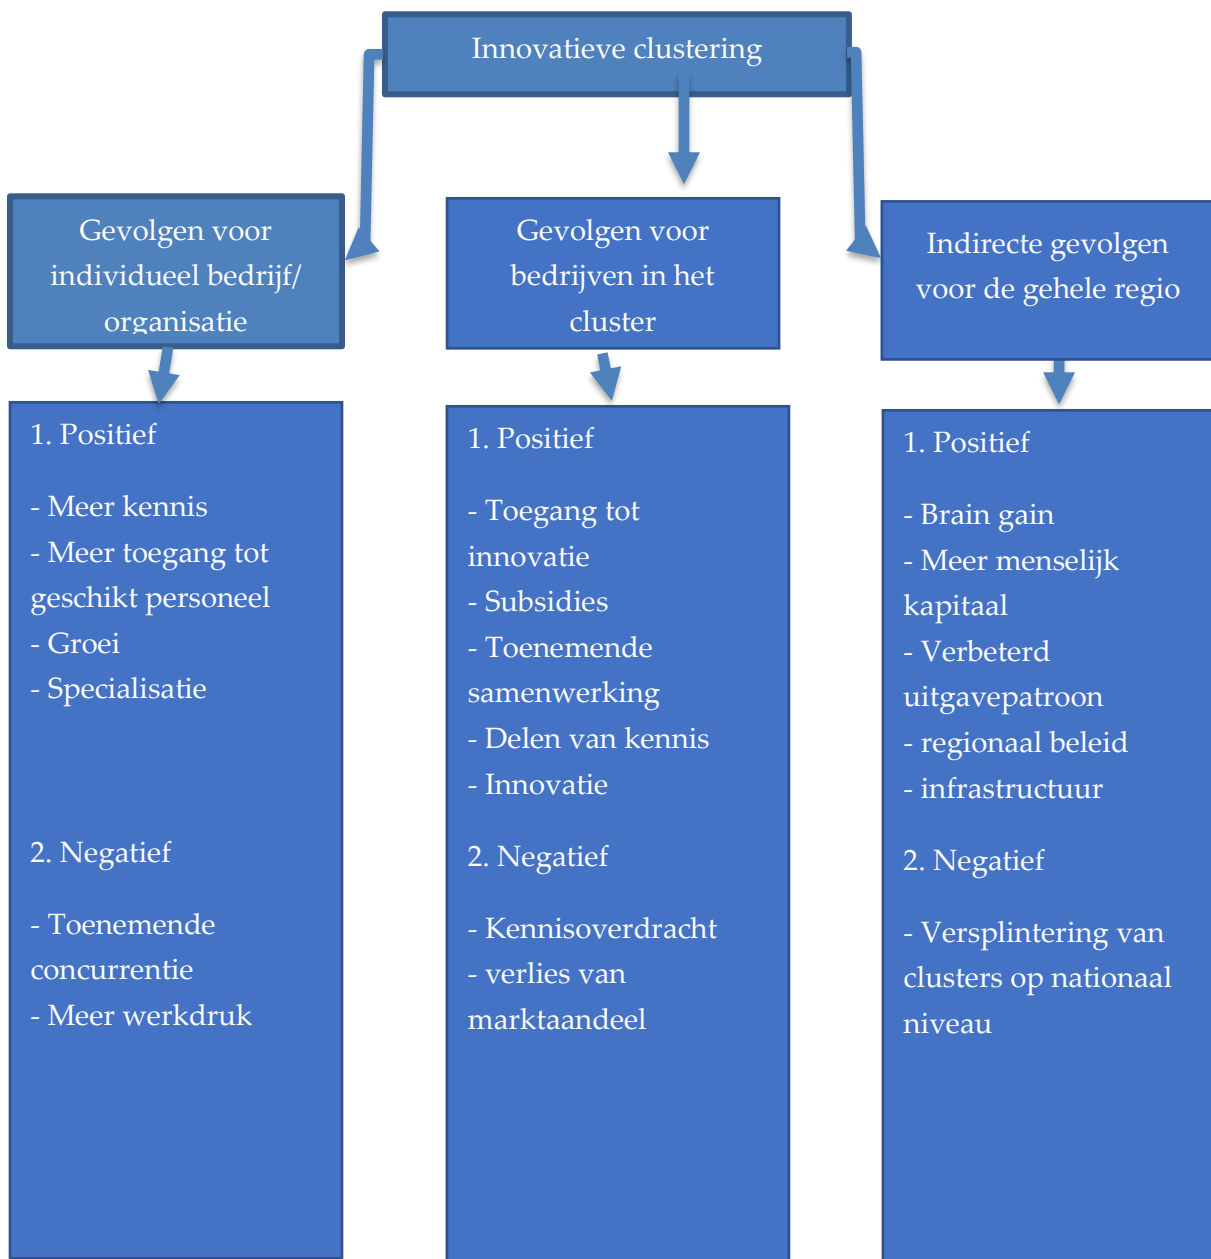 Innovatieve clustering
Gevolgen voor
individueel bedrijf/
organisatie
Gevolgen voor
bedrijven in het
cluster
Indirecte gevolgen
voor de gehele regio
1. Positief
- Meer kennis
- Meer toegang tot
geschikt personeel
- Groei
- Specialisatie
2. Negatief
- Toenemende
concurrentie
- Meer werkdruk
1. Positief
- Toegang tot
innovatie
- Subsidies
- Toenemende
samenwerking
- Delen van kennis
- Innovatie
2. Negatief
- Kennisoverdracht
- verlies van
marktaandeel
1. Positief
- Brain gain
- Meer menselijk
kapitaal
- Verbeterd
uitgavepatroon
- regionaal beleid
- infrastructuur
2. Negatief
- Versplintering van
clusters op nationaal
niveau